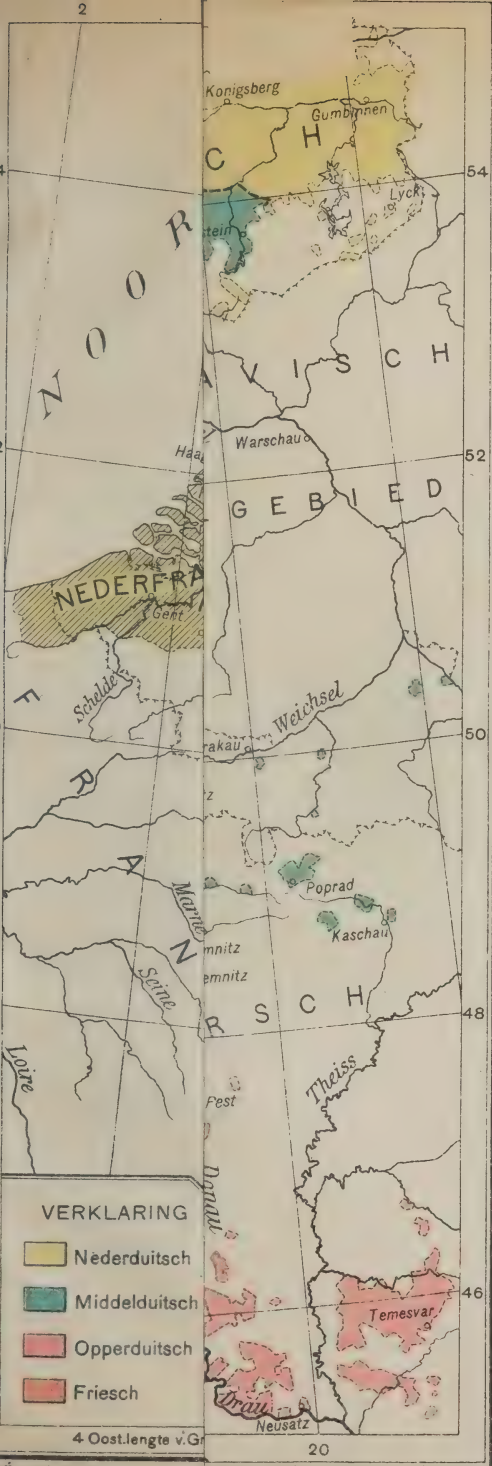 2
Konigsberg
Gumbinnen
C H
54
Lyck
stein
NOOR
A V I S C H
Haa
Warschau
52
G E B I E D
NEDERFRA
Gent
Schelde
Weichsel
rakau
50
F R A N
Poprad
Marne
Kaschau
mnitz
emnitz
Seine
R S C H
48
Loire
Theiss
Pest
Donau
VERKLARING
Nederduitsch
Middelduitsch
Opperduitsch
Friesch
46
Temesvar
Drau
Neusatz
4 Oost.lengte v.Gr
20